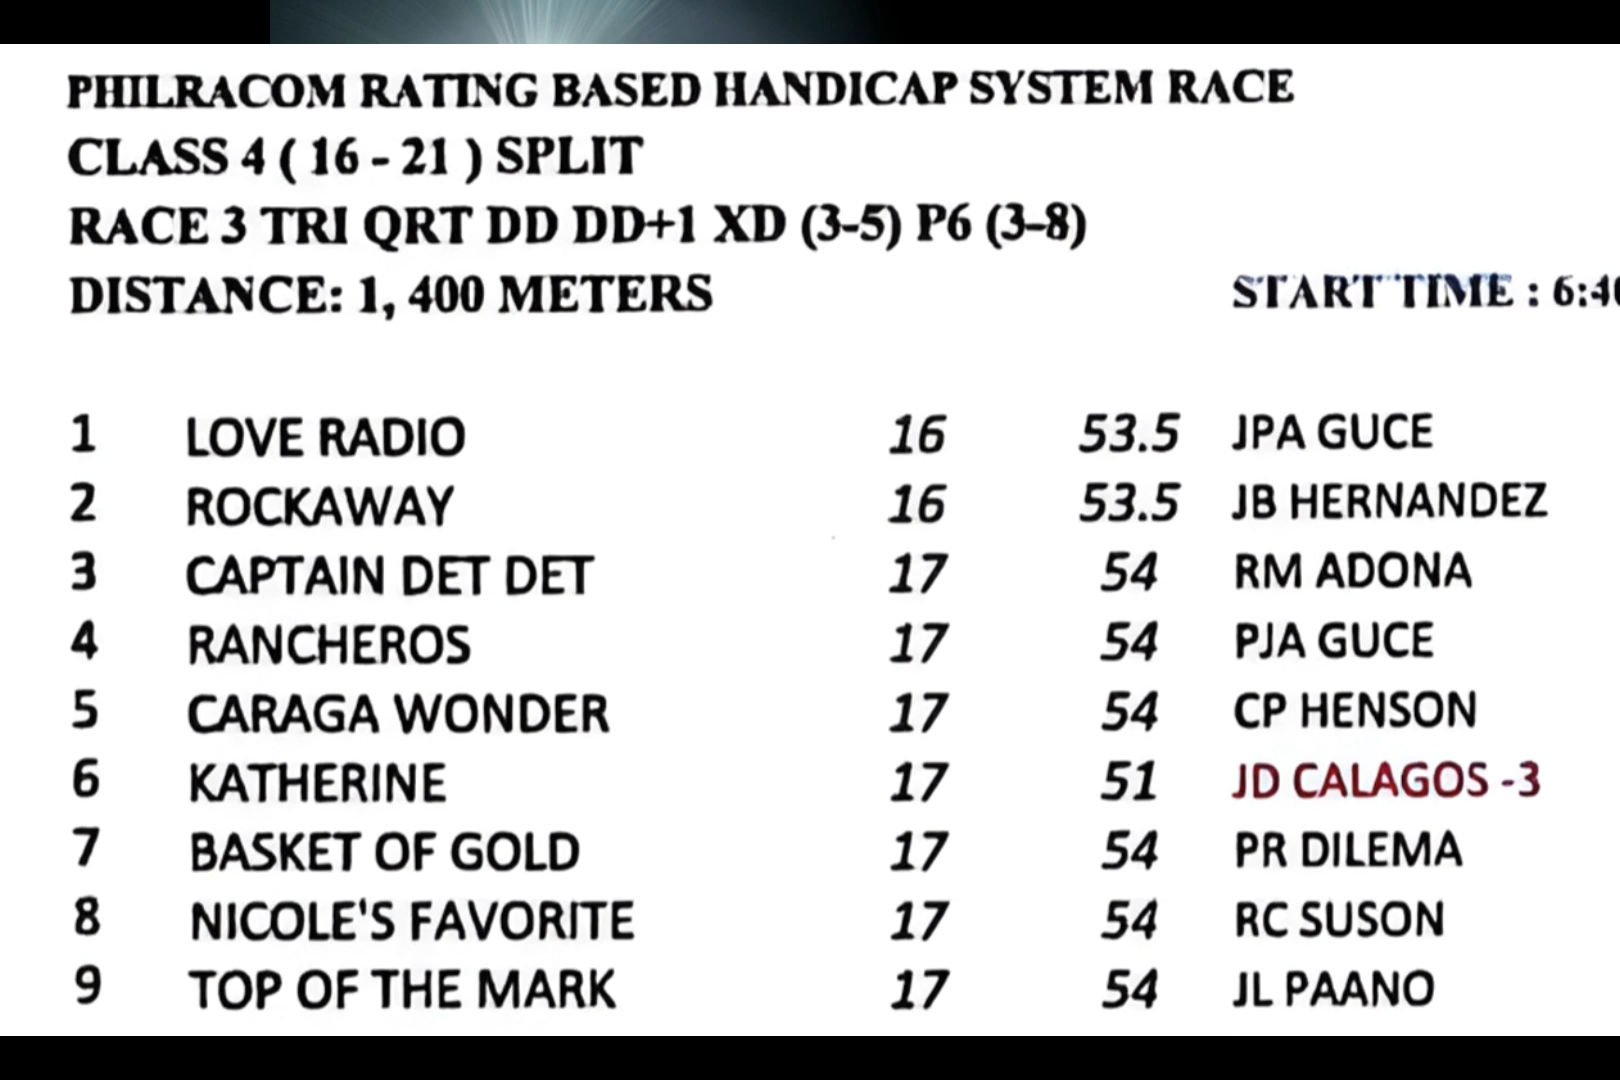 PHILRACOM RATING BASED HANDICAP SYSTEM RACE
CLASS 4 ( 16 - 21 ) SPLIT
RACE 3 TRI QRT DD DD+1 XD (3-5) P6 (3-8)
DISTANCE: 1, 400 METERS START TIME : 6:40
1 LOVE RADIO 16 53.5 JPA GUCE
2 ROCKAWAY 16 53.5 JB HERNANDEZ
3 CAPTAIN DET DET 17 54 RM ADONA
4 RANCHEROS 17 54 PJA GUCE
5 CARAGA WONDER 17 54 CP HENSON
6 KATHERINE 17 51 JD CALAGOS -3
7 BASKET OF GOLD 17 54 PR DILEMA
8 NICOLE'S FAVORITE 17 54 RC SUSON
9 TOP OF THE MARK 17 54 JL PAANO